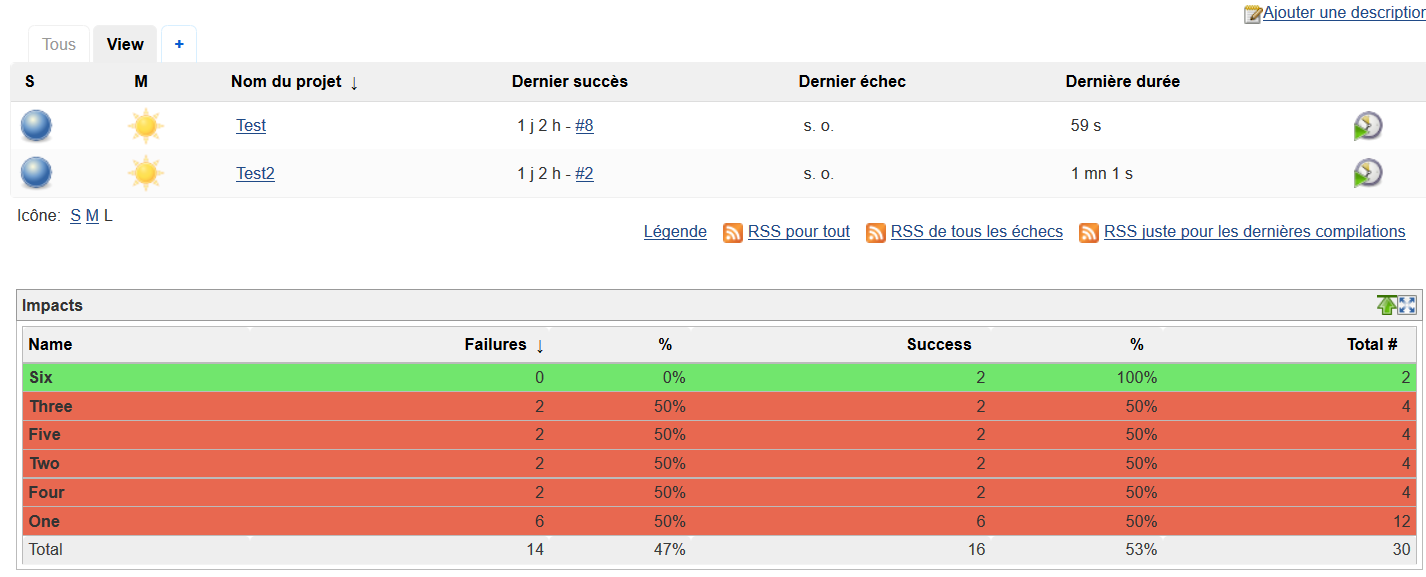 Ajouter une description
Tous View +
S M Nom du projet ↓ Dernier succès Dernier échec Dernière durée
Test 1 j 2 h - #8 s. o. 59 s
Test2 1 j 2 h - #2 s. o. 1 mn 1 s
Icône: S M L
Légende RSS pour tout RSS de tous les échecs RSS juste pour les dernières compilations
Impacts
Name Failures ↓ % Success % Total #
Six 0 0% 2 100% 2
Three 2 50% 2 50% 4
Five 2 50% 2 50% 4
Two 2 50% 2 50% 4
Four 2 50% 2 50% 4
One 6 50% 6 50% 12
Total 14 47% 16 53% 30